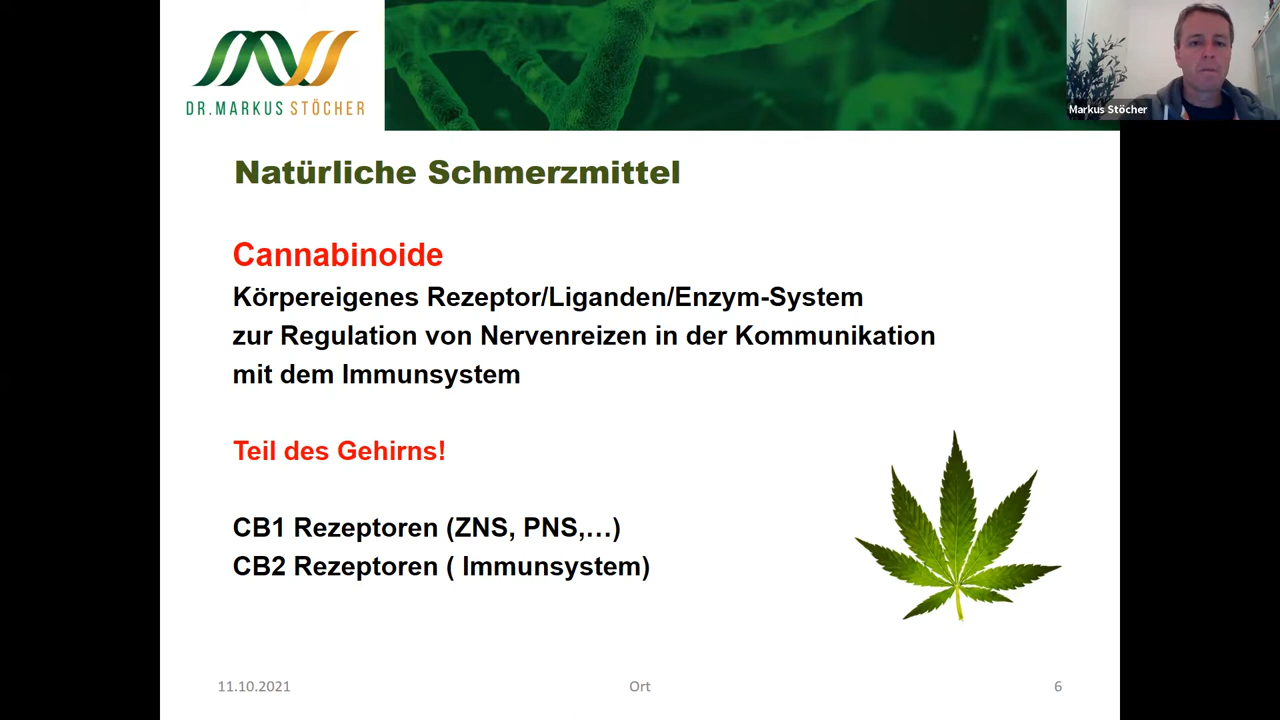 DR.MARKUS STÖCHER
Markus Stöcher
Natürliche Schmerzmittel
Cannabinoide
Körpereigenes Rezeptor/Liganden/Enzym-System
zur Regulation von Nervenreizen in der Kommunikation
mit dem Immunsystem
Teil des Gehirns!
CB1 Rezeptoren (ZNS, PNS,…)
CB2 Rezeptoren ( Immunsystem)
11.10.2021
Ort
6